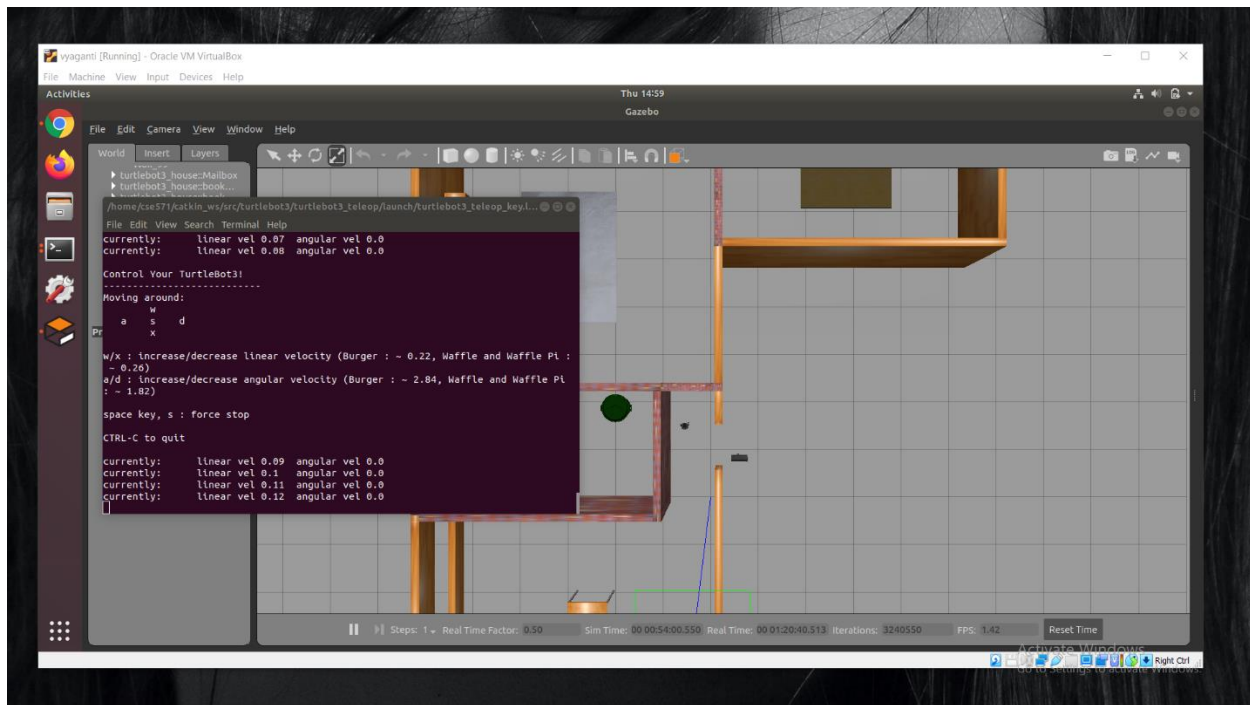 vyaganti [Running] - Oracle VM VirtualBox
File Machine View Input Devices Help
Activities
Thu 14:59
Gazebo
File Edit Camera View Window Help
World Insert Layers
turtlebot3_house::Mailbox
turtlebot3_house::book...
/home/cse571/catkin_ws/src/turtlebot3/turtlebot3_teleop/launch/turtlebot3_teleop_key.l...
File Edit View Search Terminal Help
currently: linear vel 0.07 angular vel 0.0
currently: linear vel 0.08 angular vel 0.0
Control Your TurtleBot3!
---------------------------
Moving around:
w
a s d
x
Pr
w/x : increase/decrease linear velocity (Burger : ~ 0.22, Waffle and Waffle Pi :
~ 0.26)
a/d : increase/decrease angular velocity (Burger : ~ 2.84, Waffle and Waffle Pi
: ~ 1.82)
space key, s : force stop
CTRL-C to quit
currently: linear vel 0.09 angular vel 0.0
currently: linear vel 0.1 angular vel 0.0
currently: linear vel 0.11 angular vel 0.0
currently: linear vel 0.12 angular vel 0.0
Steps: 1 Real Time Factor: 0.50 Sim Time: 00 00:54:00.550 Real Time: 00 01:20:40.513 Iterations: 3240550 FPS: 1.42 Reset Time
Activate Windows
Go to Settings to activate Windows.
Right Ctrl